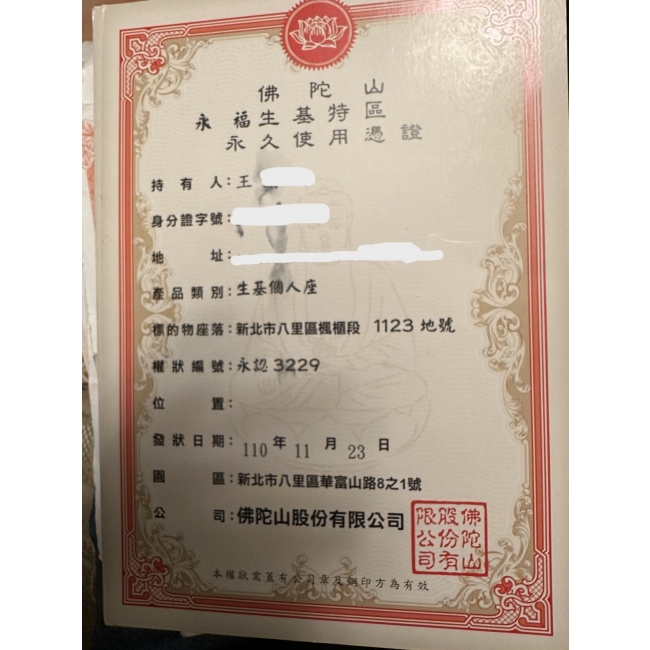 佛陀山
永福生基特區
永久使用憑證
持有人：王
身分證字號：
地址：
產品類別：生基個人座
標的物座落：新北市八里區楓櫃段 1123 地號
權狀編號：永認 3229
位置：
發狀日期：110 年 11 月 23 日
園區：新北市八里區華富山路8之1號
公司：佛陀山股份有限公司
佛陀山
股份有
限公司
本權狀需蓋有公司章及鋼印方為有效